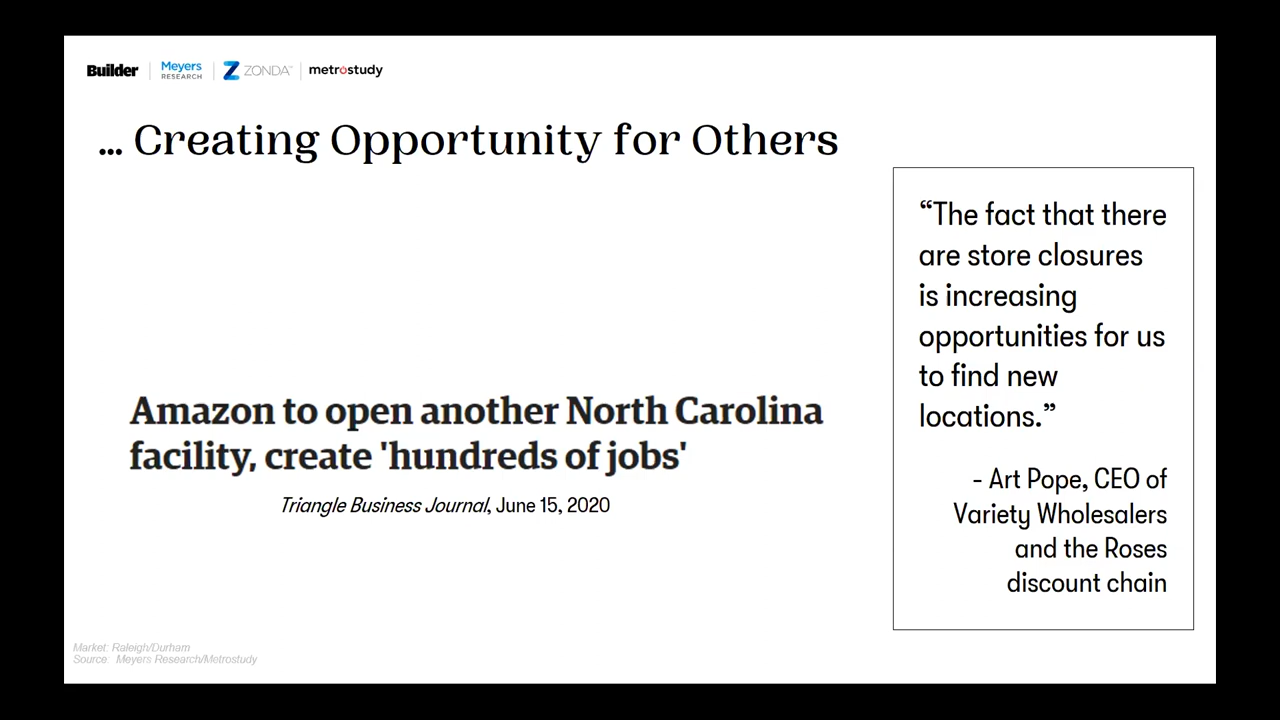 Builder | Meyers RESEARCH | ZONDA™ | metrostudy
... Creating Opportunity for Others
Amazon to open another North Carolina
facility, create 'hundreds of jobs'
Triangle Business Journal, June 15, 2020
“The fact that there
are store closures
is increasing
opportunities for us
to find new
locations.”
- Art Pope, CEO of
Variety Wholesalers
and the Roses
discount chain
Market: Raleigh/Durham
Source: Meyers Research/Metrostudy